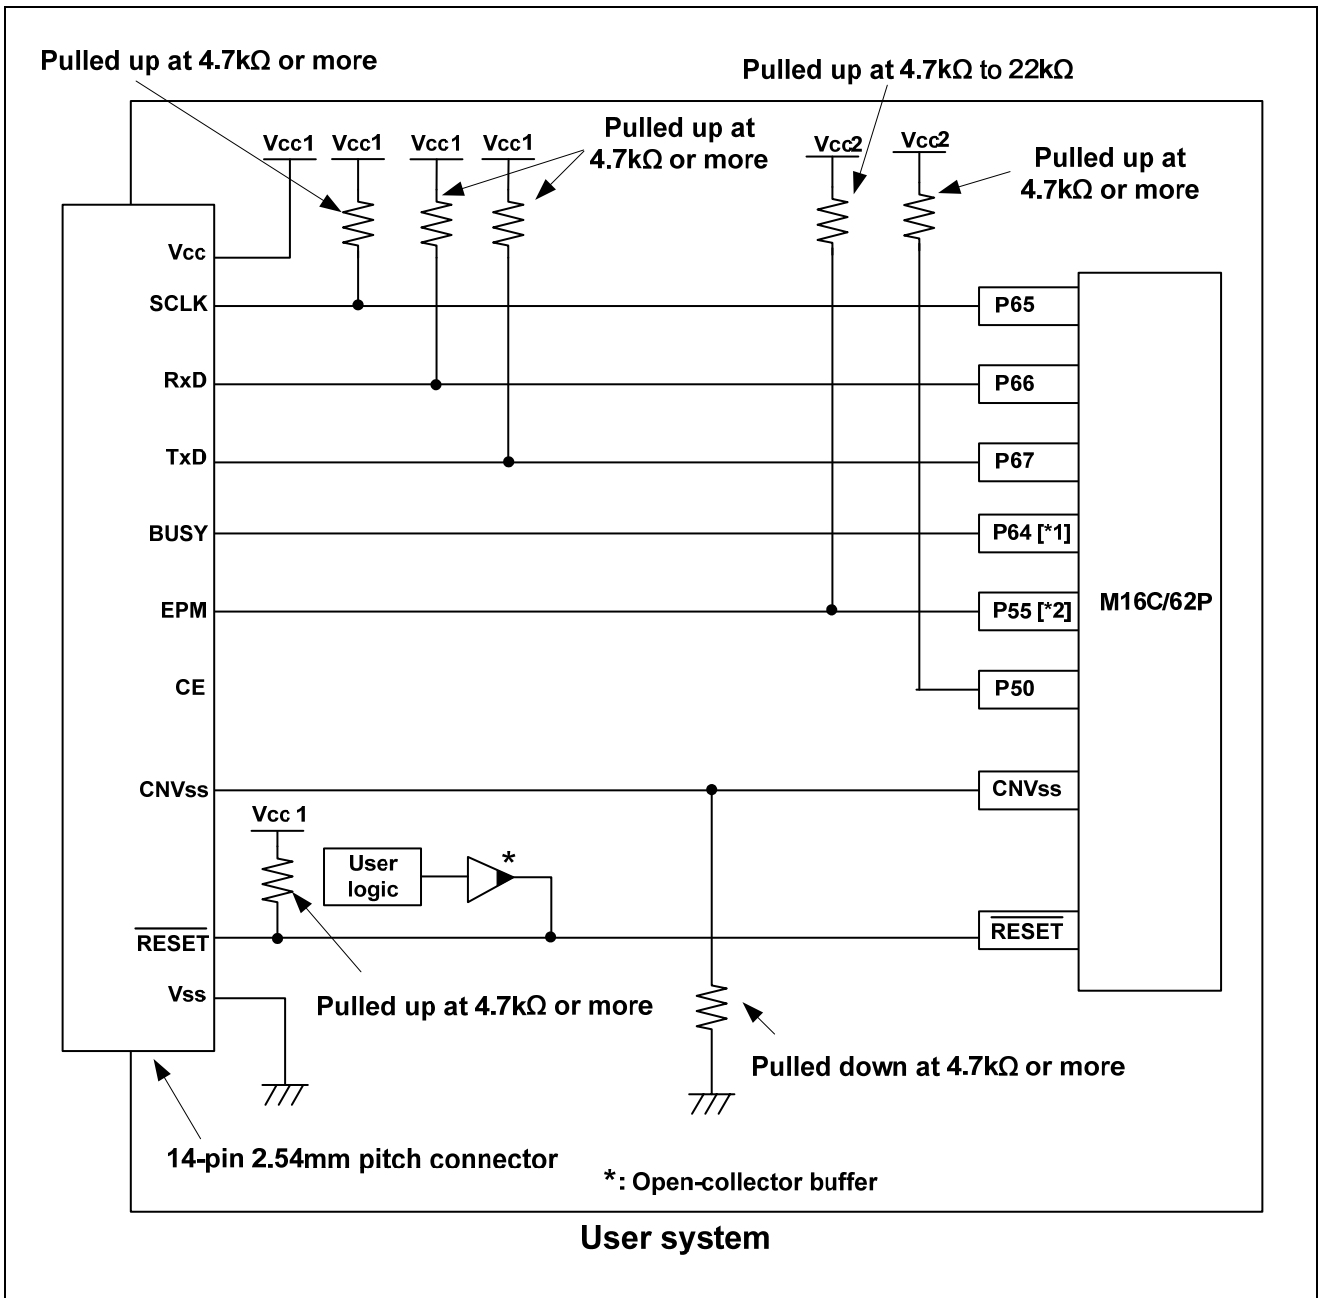 Pulled up at 4.7kΩ or more
Pulled up at 4.7kΩ to 22kΩ
Vcc1
Vcc1
Vcc1
Vcc1
Pulled up at
4.7kΩ or more
Vcc2
Vcc2
Pulled up at
4.7kΩ or more
Vcc
SCLK
P65
RxD
P66
TxD
P67
BUSY
P64 [*1]
EPM
P55 [*2]
M16C/62P
CE
P50
CNVss
CNVss
Vcc 1
User
logic
*
RESET
RESET
Vss
Pulled up at 4.7kΩ or more
Pulled down at 4.7kΩ or more
14-pin 2.54mm pitch connector
*: Open-collector buffer
User system